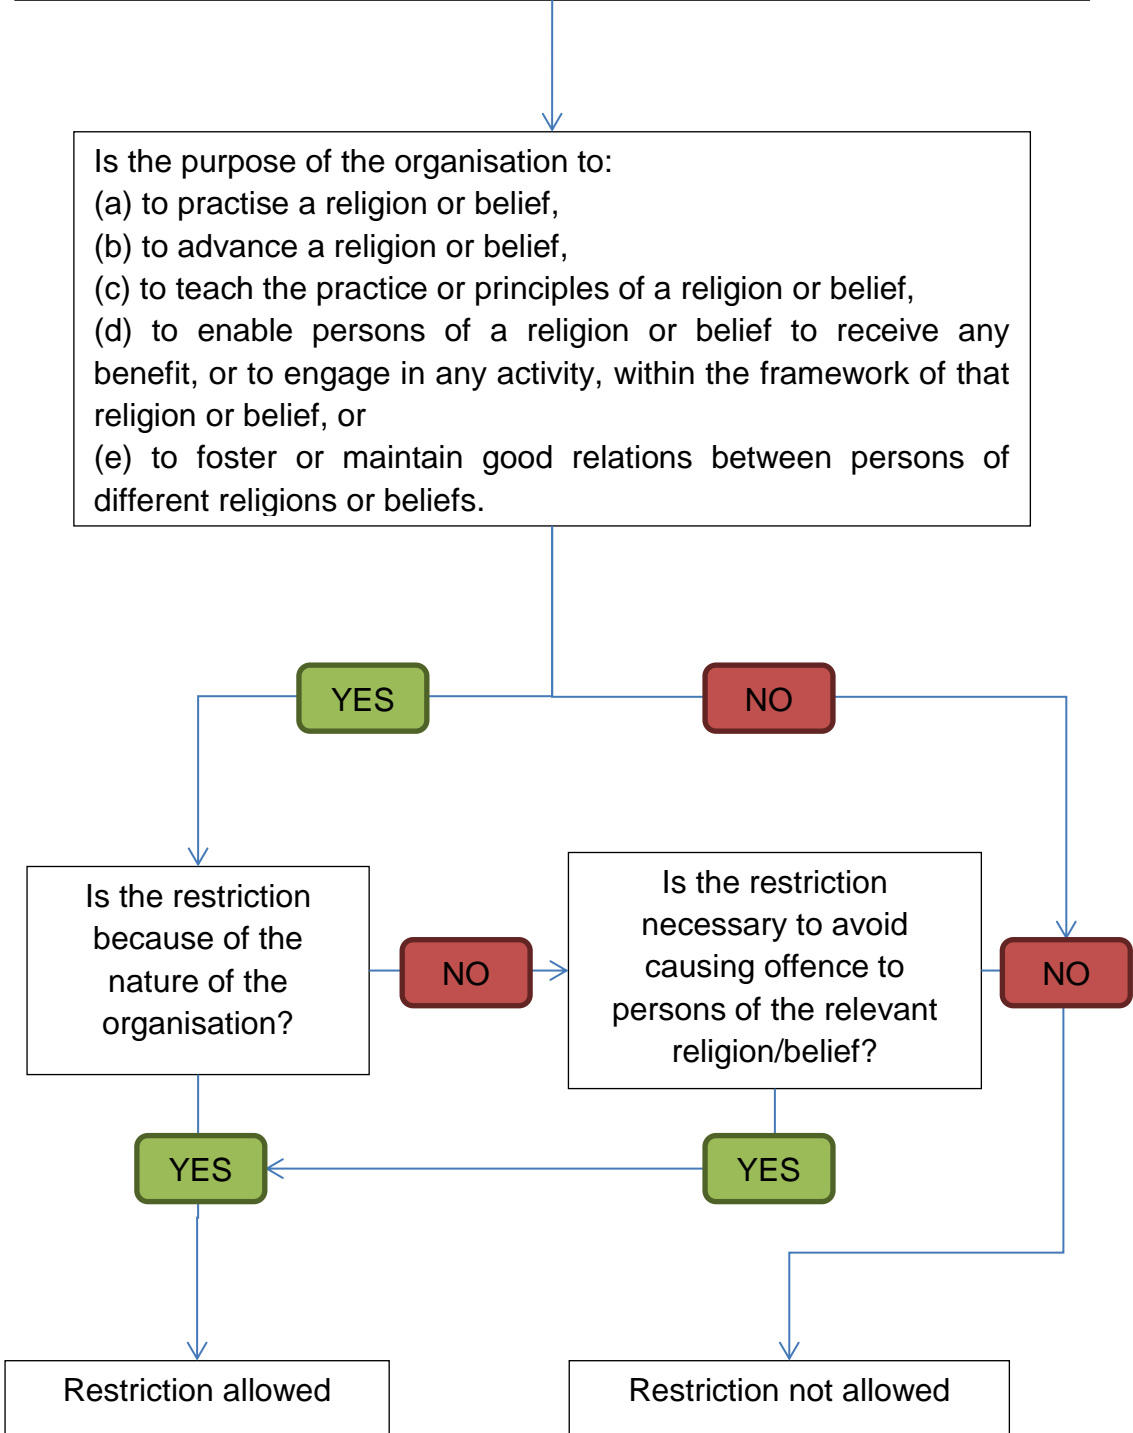 Is the purpose of the organisation to:
(a) to practise a religion or belief,
(b) to advance a religion or belief,
(c) to teach the practice or principles of a religion or belief,
(d) to enable persons of a religion or belief to receive any
benefit, or to engage in any activity, within the framework of that
religion or belief, or
(e) to foster or maintain good relations between persons of
different religions or beliefs.
YES
NO
Is the restriction
because of the
nature of the
organisation?
NO
Is the restriction
necessary to avoid
causing offence to
persons of the relevant
religion/belief?
NO
YES
YES
Restriction allowed
Restriction not allowed